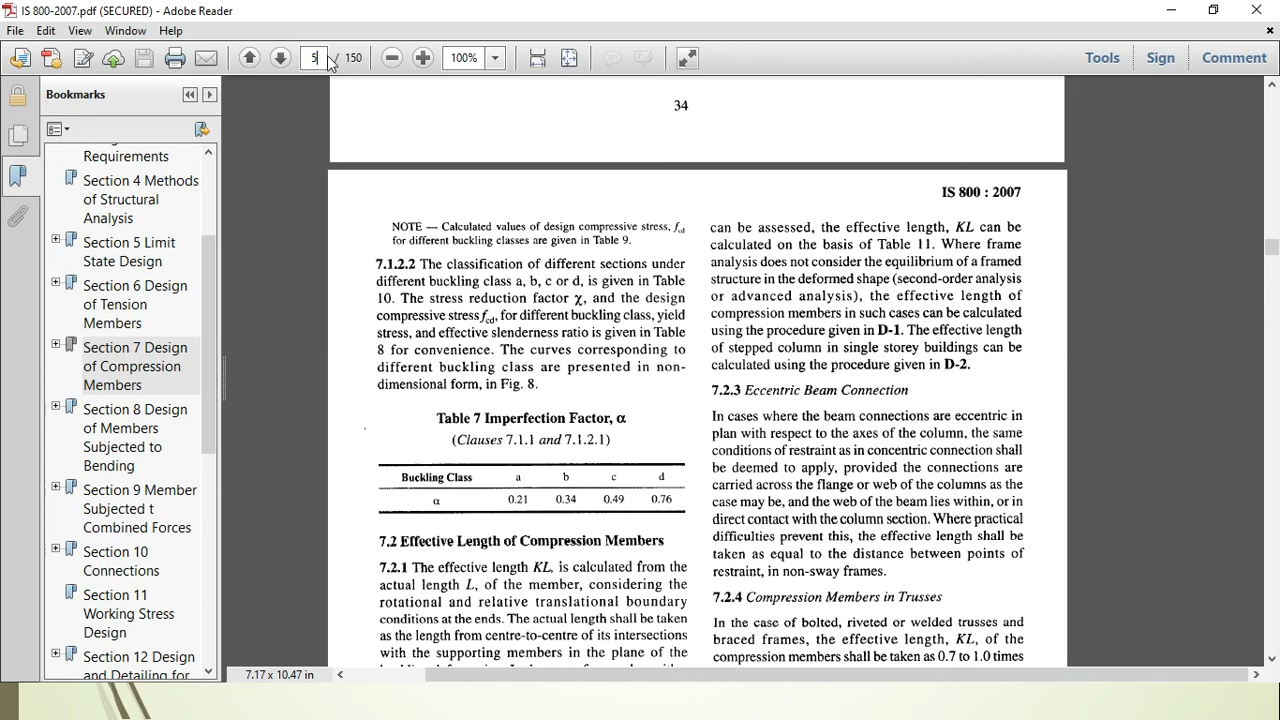 IS 800-2007.pdf (SECURED) - Adobe Reader
File Edit View Window Help
5 / 150
100%
Tools Sign Comment
Bookmarks
Requirements
Section 4 Methods
of Structural
Analysis
Section 5 Limit
State Design
Section 6 Design
of Tension
Members
Section 7 Design
of Compression
Members
Section 8 Design
of Members
Subjected to
Bending
Section 9 Member
Subjected t
Combined Forces
Section 10
Connections
Section 11
Working Stress
Design
Section 12 Design
and Detailing for
34
IS 800 : 2007
NOTE — Calculated values of design compressive stress, fcd
for different buckling classes are given in Table 9.
7.1.2.2 The classification of different sections under
different buckling class a, b, c or d, is given in Table
10. The stress reduction factor χ, and the design
compressive stress fcd, for different buckling class, yield
stress, and effective slenderness ratio is given in Table
8 for convenience. The curves corresponding to
different buckling class are presented in non-
dimensional form, in Fig. 8.
Table 7 Imperfection Factor, α
(Clauses 7.1.1 and 7.1.2.1)
Buckling Class a b c d
α 0.21 0.34 0.49 0.76
7.2 Effective Length of Compression Members
7.2.1 The effective length KL, is calculated from the
actual length L, of the member, considering the
rotational and relative translational boundary
conditions at the ends. The actual length shall be taken
as the length from centre-to-centre of its intersections
with the supporting members in the plane of the
can be assessed, the effective length, KL can be
calculated on the basis of Table 11. Where frame
analysis does not consider the equilibrium of a framed
structure in the deformed shape (second-order analysis
or advanced analysis), the effective length of
compression members in such cases can be calculated
using the procedure given in D-1. The effective length
of stepped column in single storey buildings can be
calculated using the procedure given in D-2.
7.2.3 Eccentric Beam Connection
In cases where the beam connections are eccentric in
plan with respect to the axes of the column, the same
conditions of restraint as in concentric connection shall
be deemed to apply, provided the connections are
carried across the flange or web of the columns as the
case may be, and the web of the beam lies within, or in
direct contact with the column section. Where practical
difficulties prevent this, the effective length shall be
taken as equal to the distance between points of
restraint, in non-sway frames.
7.2.4 Compression Members in Trusses
In the case of bolted, riveted or welded trusses and
braced frames, the effective length, KL, of the
compression members shall be taken as 0.7 to 1.0 times
7.17 x 10.47 in